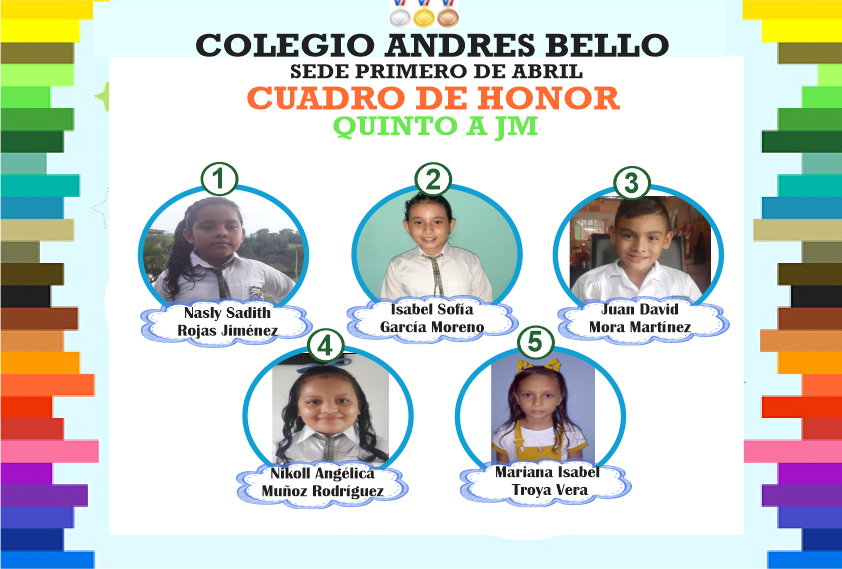 COLEGIO ANDRES BELLO
SEDE PRIMERO DE ABRIL
CUADRO DE HONOR
QUINTO A JM
1
2
3
Nasly Sadith
Rojas Jiménez
Isabel Sofía
García Moreno
Juan David
Mora Martínez
4
5
Nikoll Angélica
Muñoz Rodríguez
Mariana Isabel
Troya Vera